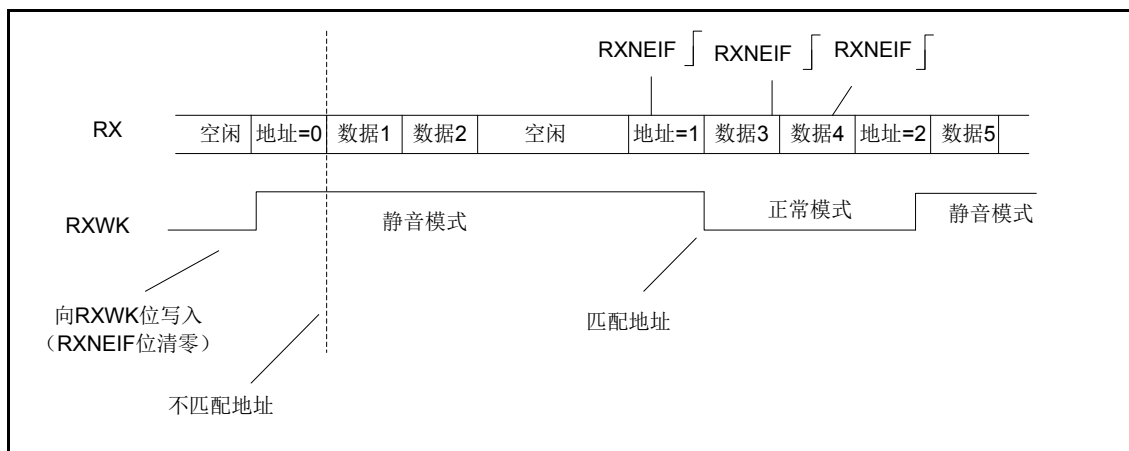 RXNEIF RXNEIF RXNEIF
RX 空闲 地址=0 数据1 数据2 空闲 地址=1 数据3 数据4 地址=2 数据5
RXWK 静音模式 正常模式 静音模式
向RXWK位写入
（RXNEIF位清零）
匹配地址
不匹配地址